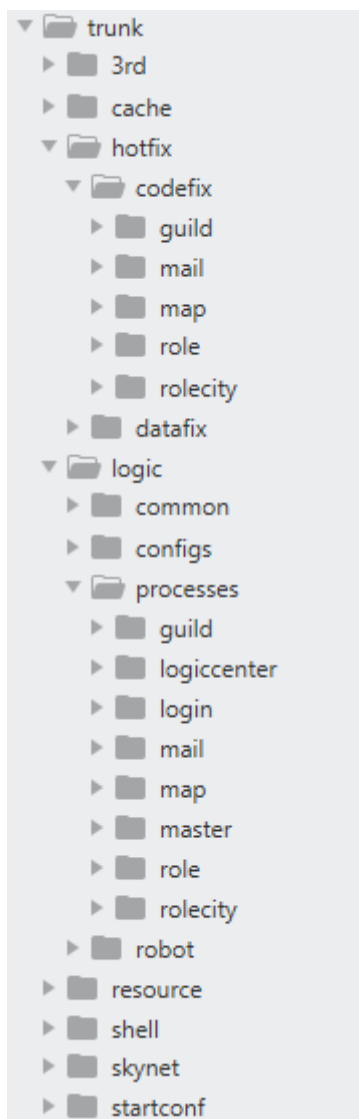 trunk
3rd
cache
hotfix
codefix
guild
mail
map
role
rolecity
datafix
logic
common
configs
processes
guild
logiccenter
login
mail
map
master
role
rolecity
robot
resource
shell
skynet
startconf